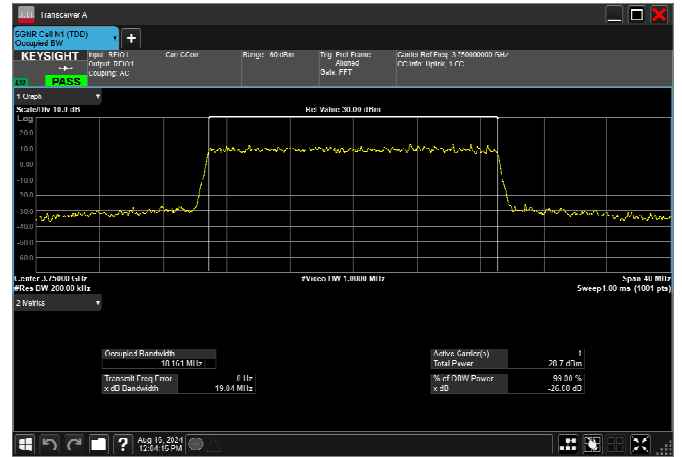 Transceiver A
5GNR Cell N1 (TDD)
Occupied BW
KEYSIGHT
Input: RFIO1
Output: RFIO1
Coupling: AC
Corr CCorr
Range: 60 dBm
Trig: Prot Frame
Aligned
Gate: FFT
Carrier Ref Freq: 3.750000000 GHz
CC Info: Uplink, 1 CC
PASS
1 Graph
Scale/Div 10.0 dB
Ref Value 30.00 dBm
Log
20.0
10.0
0.00
-10.0
-20.0
-30.0
-40.0
-50.0
-60.0
Center 3.75000 GHz
#Video BW 1.0000 MHz
Span 40 MHz
#Res BW 200.00 kHz
Sweep 1.00 ms (1001 pts)
2 Metrics
Occupied Bandwidth
18.161 MHz
Transmit Freq Error
0 Hz
x dB Bandwidth
19.04 MHz
Active Carrier(s)
1
Total Power
28.7 dBm
% of OBW Power
99.00 %
x dB
-26.00 dB
Aug 16, 2024
12:04:15 PM